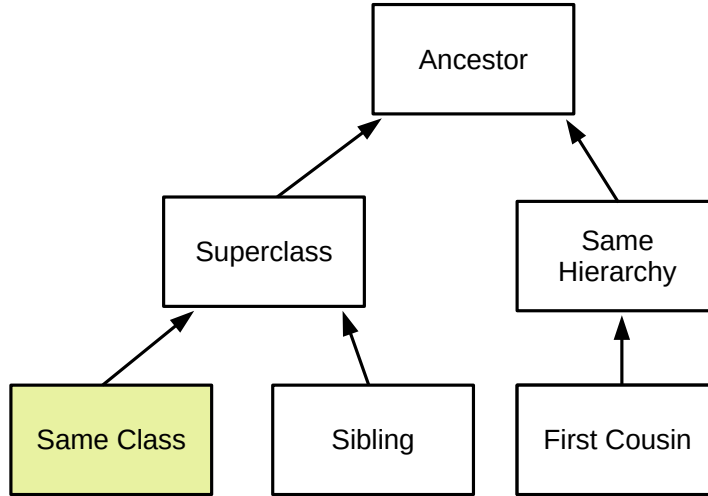 Ancestor
Superclass
Same
Hierarchy
Same Class
Sibling
First Cousin